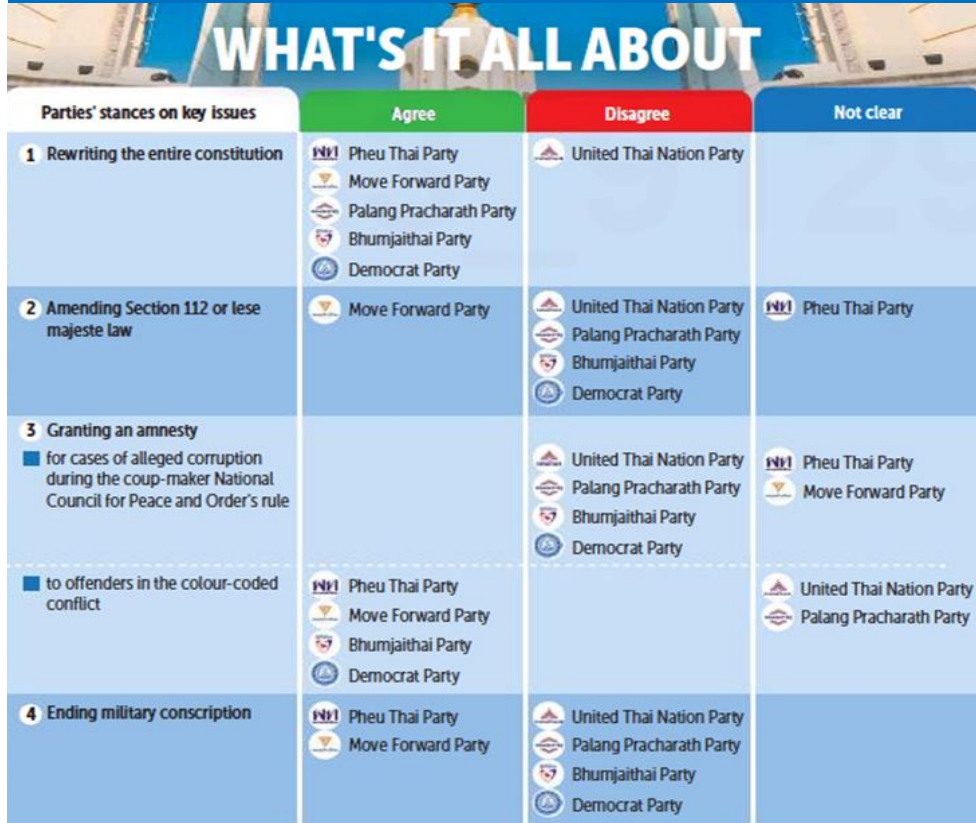 WHAT'S IT ALL ABOUT
Parties' stances on key issues
Agree
Disagree
Not clear
1 Rewriting the entire constitution
Pheu Thai Party
Move Forward Party
Palang Pracharath Party
Bhumjaithai Party
Democrat Party
United Thai Nation Party
2 Amending Section 112 or lese
majeste law
Move Forward Party
United Thai Nation Party
Palang Pracharath Party
Bhumjaithai Party
Democrat Party
Pheu Thai Party
3 Granting an amnesty
for cases of alleged corruption
during the coup-maker National
Council for Peace and Order's rule
United Thai Nation Party
Palang Pracharath Party
Bhumjaithai Party
Democrat Party
Pheu Thai Party
Move Forward Party
to offenders in the colour-coded
conflict
Pheu Thai Party
Move Forward Party
Bhumjaithai Party
Democrat Party
United Thai Nation Party
Palang Pracharath Party
4 Ending military conscription
Pheu Thai Party
Move Forward Party
United Thai Nation Party
Palang Pracharath Party
Bhumjaithai Party
Democrat Party